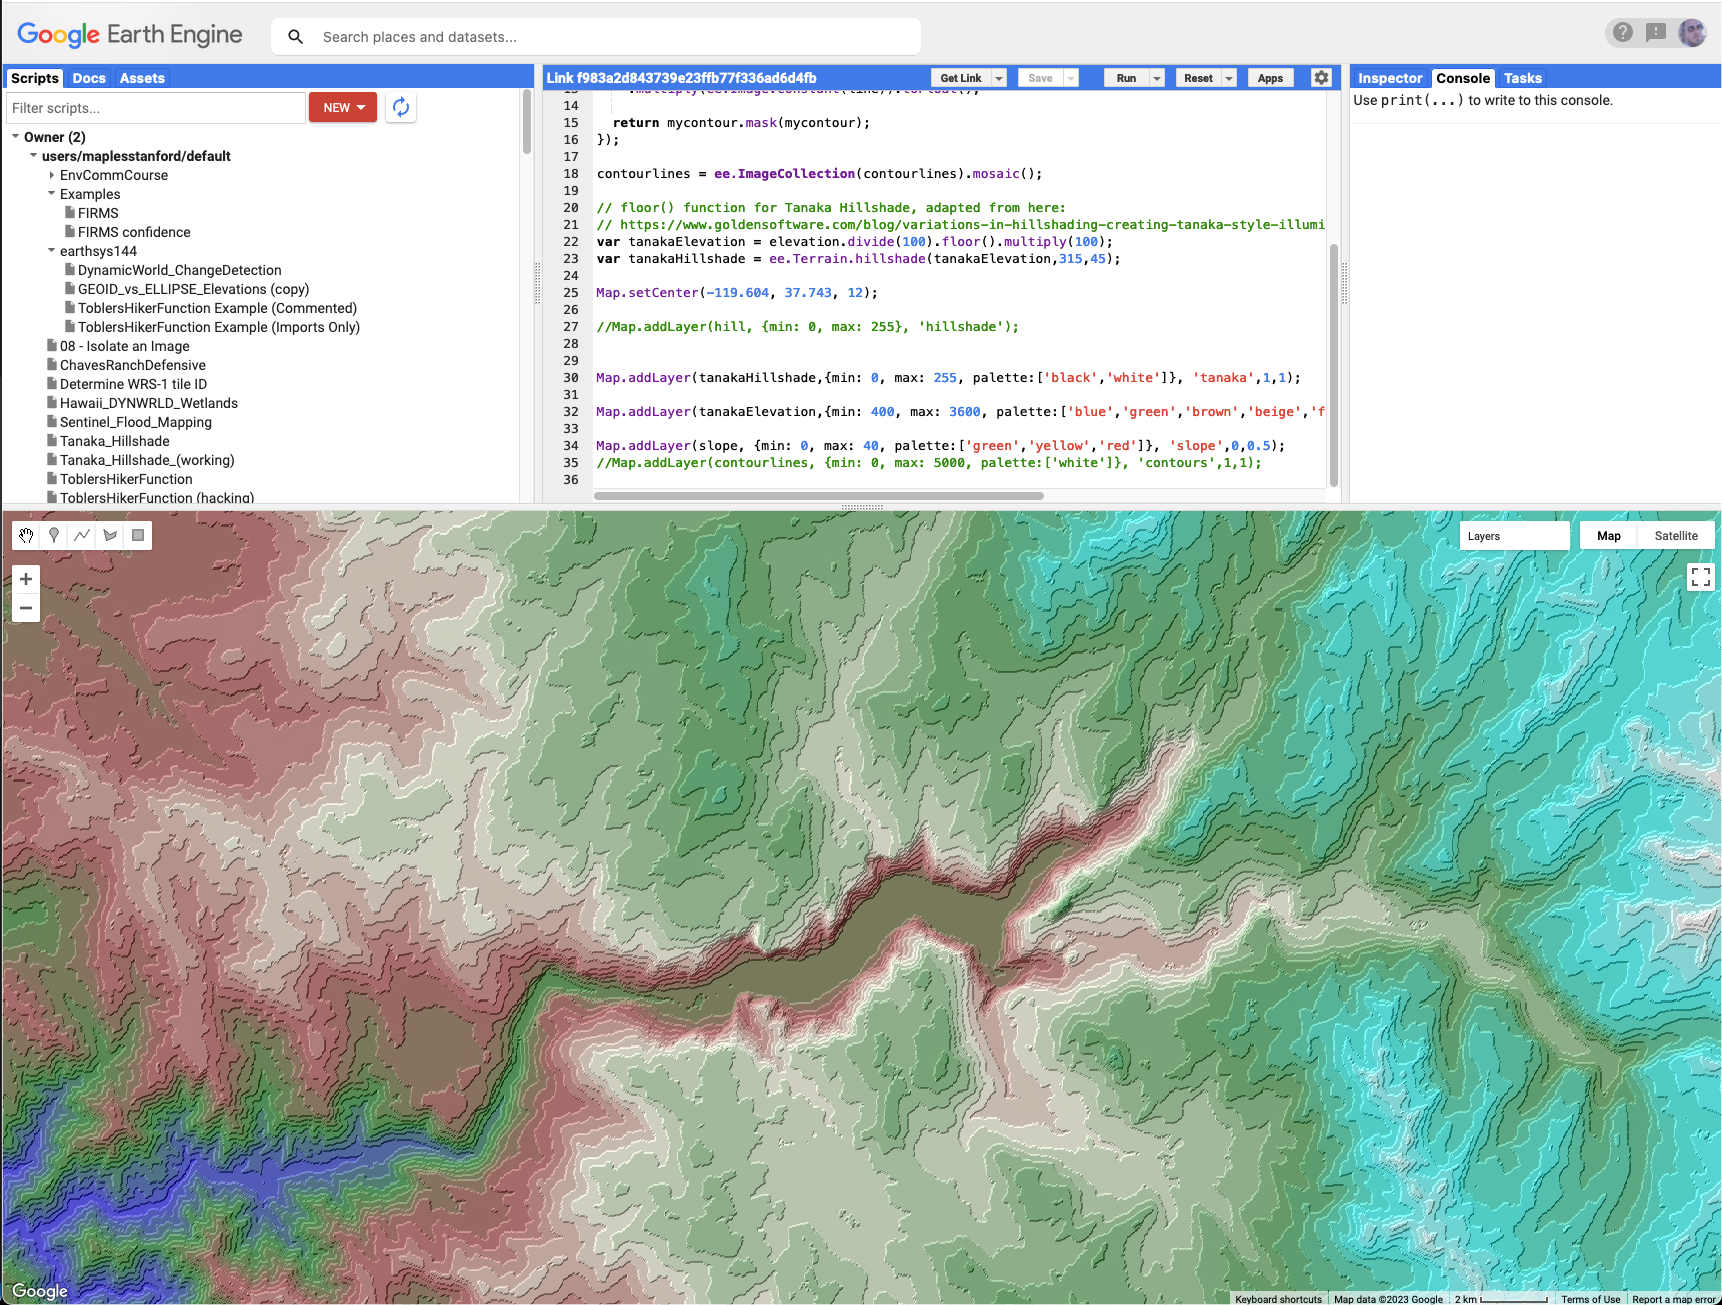 Google Earth Engine
Search places and datasets...
Scripts Docs Assets
Filter scripts...
NEW
Owner (2)
users/maplesstanford/default
EnvCommCourse
Examples
FIRMS
FIRMS confidence
earthsys144
DynamicWorld_ChangeDetection
GEOID_vs_ELLIPSE_Elevations (copy)
ToblersHikerFunction Example (Commented)
ToblersHikerFunction Example (Imports Only)
08 - Isolate an Image
ChavesRanchDefensive
Determine WRS-1 tile ID
Hawaii_DYNWRLD_Wetlands
Sentinel_Flood_Mapping
Tanaka_Hillshade
Tanaka_Hillshade_(working)
ToblersHikerFunction
ToblersHikerFunction (hacking)
Link f983a2d843739e23ffb77f336ad6d4fb
Get Link Save Run Reset Apps
13 .multiply(ee.Image.constant(line)).toFloat();
14
15 return mycontour.mask(mycontour);
16 });
17
18 contourlines = ee.ImageCollection(contourlines).mosaic();
19
20 // floor() function for Tanaka Hillshade, adapted from here:
21 // https://www.goldensoftware.com/blog/variations-in-hillshading-creating-tanaka-style-illumi
22 var tanakaElevation = elevation.divide(100).floor().multiply(100);
23 var tanakaHillshade = ee.Terrain.hillshade(tanakaElevation,315,45);
24
25 Map.setCenter(-119.604, 37.743, 12);
26
27 //Map.addLayer(hill, {min: 0, max: 255}, 'hillshade');
28
29
30 Map.addLayer(tanakaHillshade,{min: 0, max: 255, palette:['black','white']}, 'tanaka',1,1);
31
32 Map.addLayer(tanakaElevation,{min: 400, max: 3600, palette:['blue','green','brown','beige','f
33
34 Map.addLayer(slope, {min: 0, max: 40, palette:['green','yellow','red']}, 'slope',0,0.5);
35 //Map.addLayer(contourlines, {min: 0, max: 5000, palette:['white']}, 'contours',1,1);
36
Inspector Console Tasks
Use print(...) to write to this console.
Layers
Map Satellite
Google
Keyboard shortcuts Map data ©2023 Google 2 km Terms of Use Report a map error